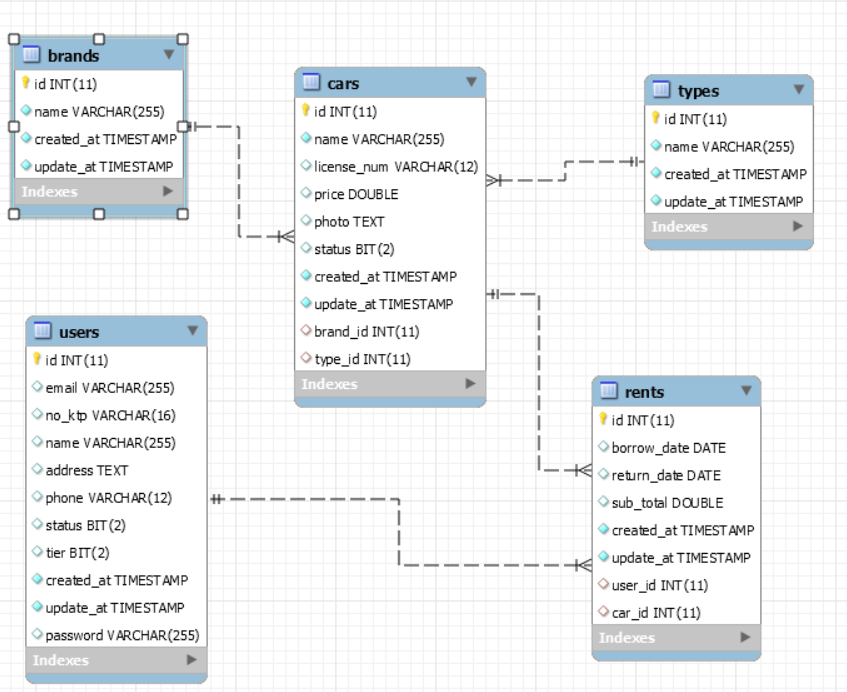 brands
id INT(11)
name VARCHAR(255)
created_at TIMESTAMP
update_at TIMESTAMP
Indexes
cars
id INT(11)
name VARCHAR(255)
license_num VARCHAR(12)
price DOUBLE
photo TEXT
status BIT(2)
created_at TIMESTAMP
update_at TIMESTAMP
brand_id INT(11)
type_id INT(11)
Indexes
types
id INT(11)
name VARCHAR(255)
created_at TIMESTAMP
update_at TIMESTAMP
Indexes
users
id INT(11)
email VARCHAR(255)
no_ktp VARCHAR(16)
name VARCHAR(255)
address TEXT
phone VARCHAR(12)
status BIT(2)
tier BIT(2)
created_at TIMESTAMP
update_at TIMESTAMP
password VARCHAR(255)
Indexes
rents
id INT(11)
borrow_date DATE
return_date DATE
sub_total DOUBLE
created_at TIMESTAMP
update_at TIMESTAMP
user_id INT(11)
car_id INT(11)
Indexes